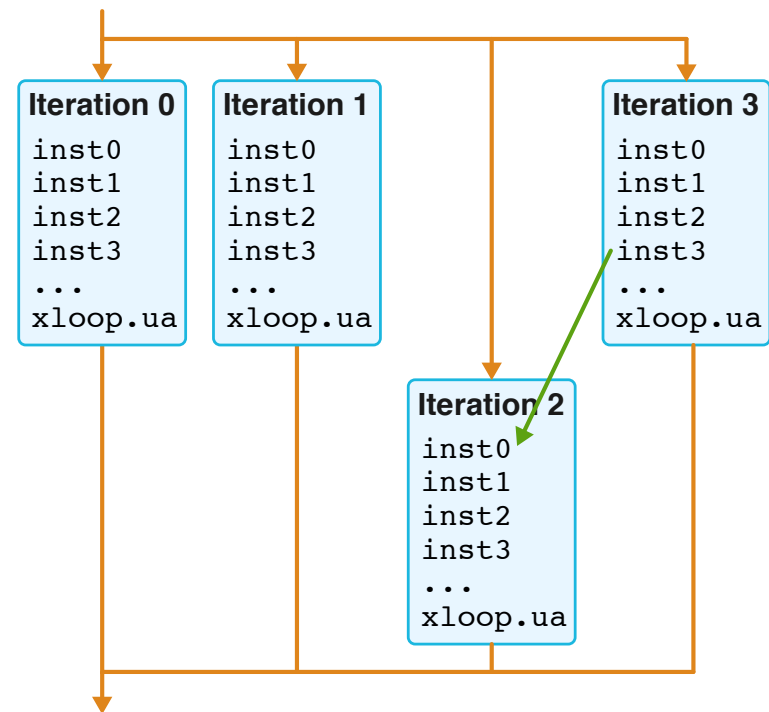 Iteration 0
inst0
inst1
inst2
inst3
...
xloop.ua
Iteration 1
inst0
inst1
inst2
inst3
...
xloop.ua
Iteration 3
inst0
inst1
inst2
inst3
...
xloop.ua
Iteration 2
inst0
inst1
inst2
inst3
...
xloop.ua